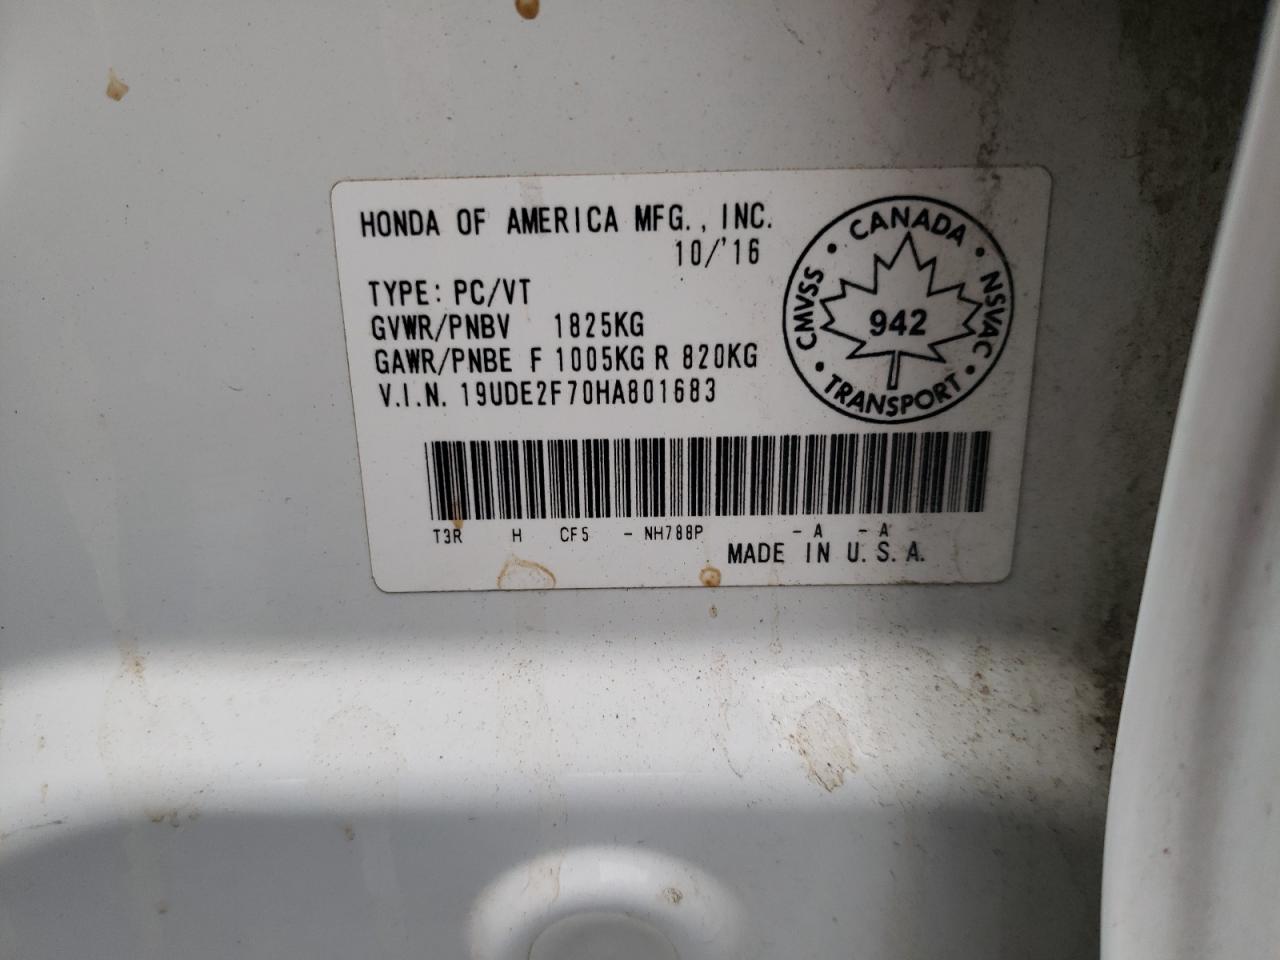 HONDA OF AMERICA MFG., INC.
10/'16
TYPE: PC/VT
GVWR/PNBV 1825KG
GAWR/PNBE F 1005KG R 820KG
V.I.N. 19UDE2F70HA801683
CANADA
CMVSS
NSVAC
942
TRANSPORT
T3R H CF5 - NH788P - A - A
MADE IN U.S.A.